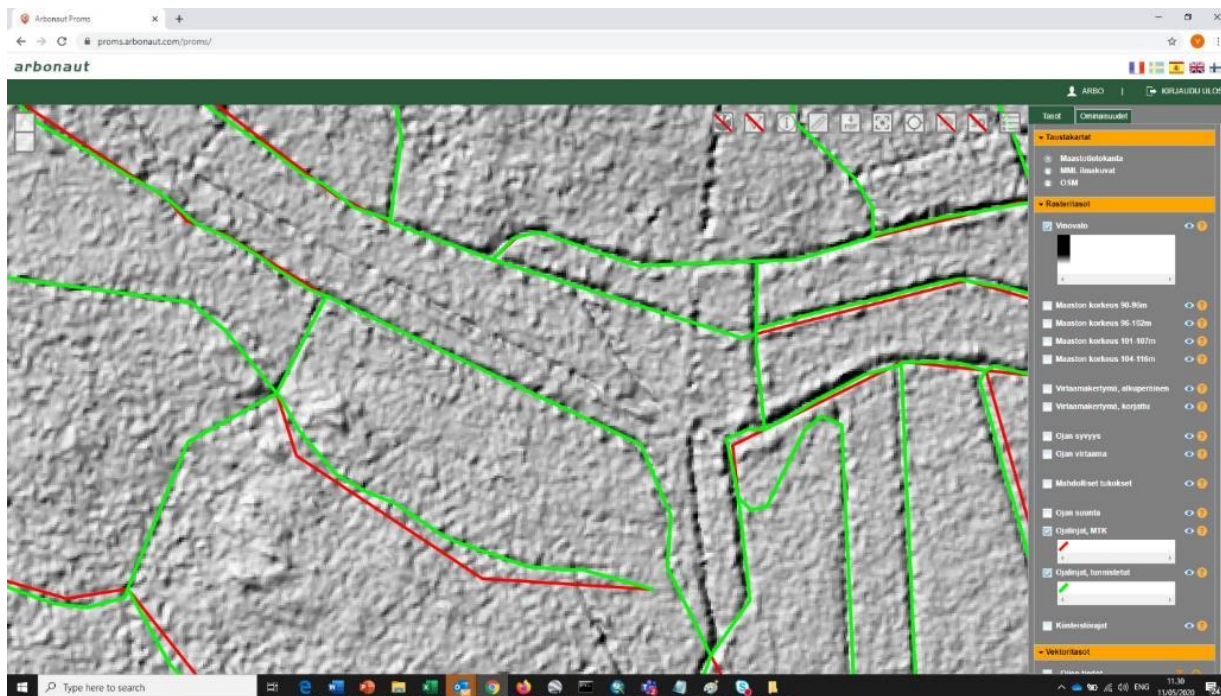 Arbonaut Proms
proms.arbonaut.com/proms/
arbonaut
ARBO | KIRJAUDU ULOS
Tasot Ominaisuudet
Taustakartat
Maastotietokanta
MML ilmakuvat
OSM
Rasteritasot
Vinovalo
Maaston korkeus 90-96m
Maaston korkeus 96-102m
Maaston korkeus 101-107m
Maaston korkeus 104-116m
Virtaamakertymä, alkuperäinen
Virtaamakertymä, korjattu
Ojan syvyys
Ojan virtaama
Mahdolliset tukokset
Ojan suunta
Ojalinjat, MTK
Ojalinjat, tunnistetut
Kiinteistörajat
Vektoritasot
Type here to search
ENG
11.30
11/05/2020